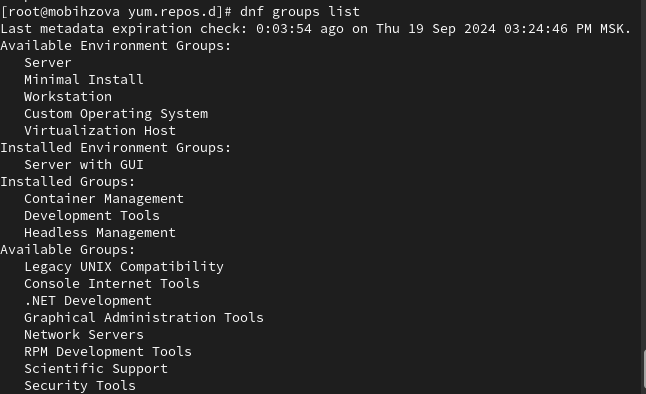 [root@mobihzova yum.repos.d]# dnf groups list
Last metadata expiration check: 0:03:54 ago on Thu 19 Sep 2024 03:24:46 PM MSK.
Available Environment Groups:
   Server
   Minimal Install
   Workstation
   Custom Operating System
   Virtualization Host
Installed Environment Groups:
   Server with GUI
Installed Groups:
   Container Management
   Development Tools
   Headless Management
Available Groups:
   Legacy UNIX Compatibility
   Console Internet Tools
   .NET Development
   Graphical Administration Tools
   Network Servers
   RPM Development Tools
   Scientific Support
   Security Tools